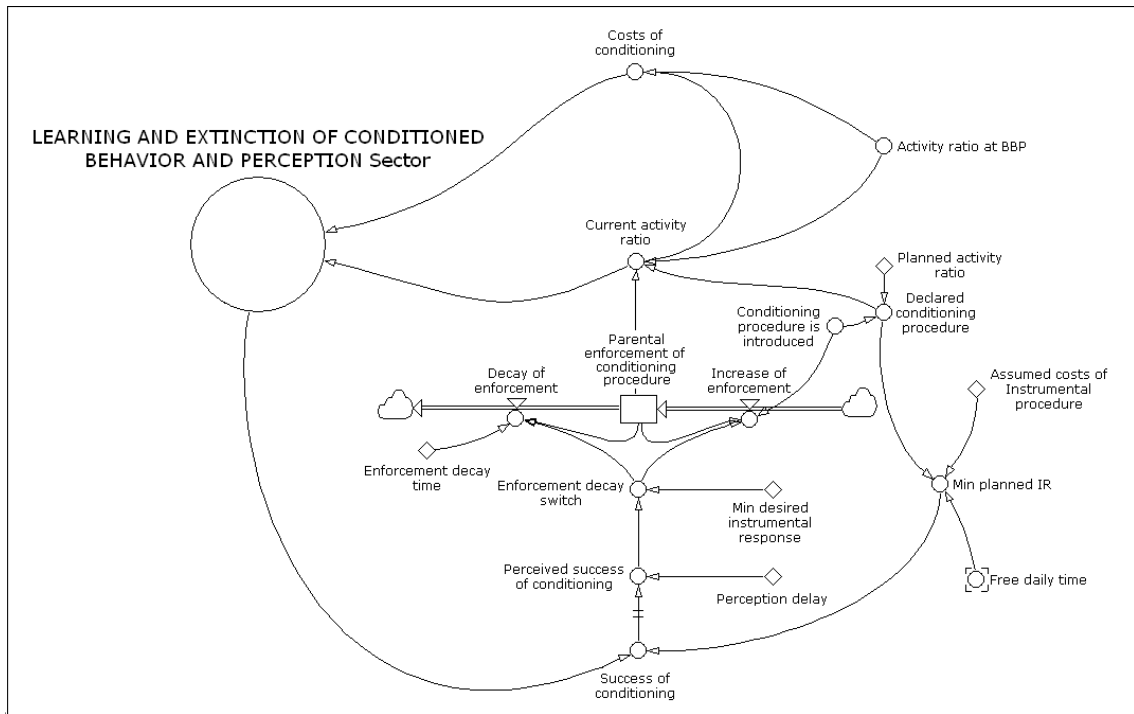 Costs of
conditioning
LEARNING AND EXTINCTION OF CONDITIONED
BEHAVIOR AND PERCEPTION Sector
Activity ratio at BBP
Current activity
ratio
Planned activity
ratio
Declared
conditioning
procedure
Conditioning
procedure is
introduced
Parental
enforcement of
conditioning
procedure
Decay of
enforcement
Increase of
enforcement
Assumed costs of
Instrumental
procedure
Enforcement decay
time
Enforcement decay
switch
Min desired
instrumental
response
Min planned IR
Perceived success
of conditioning
Perception delay
Free daily time
Success of
conditioning